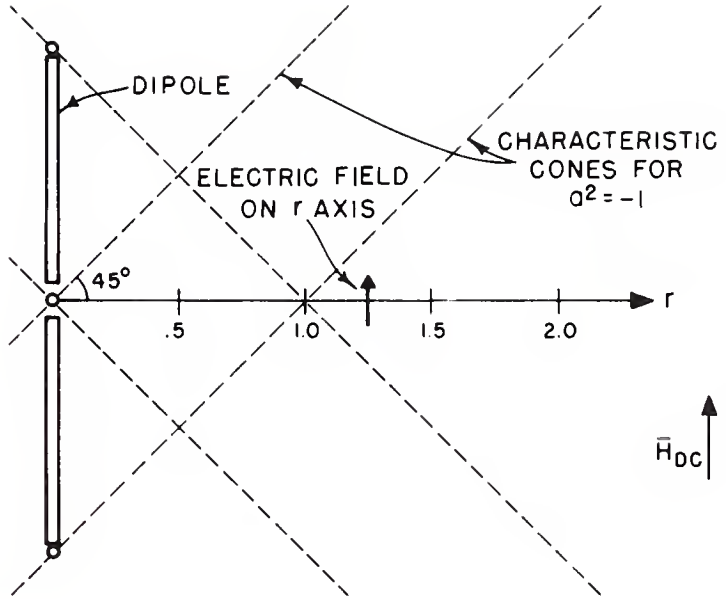 DIPOLE
CHARACTERISTIC
CONES FOR
a² = -1
ELECTRIC FIELD
ON r AXIS
45°
r
.5
1.0
1.5
2.0
H̄DC